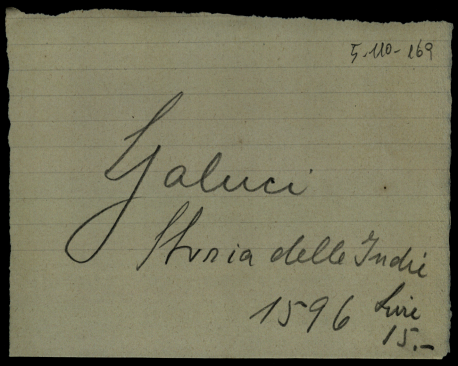 5-110-169
Galuci
Storia delle Indie
1596 Lire
15.-